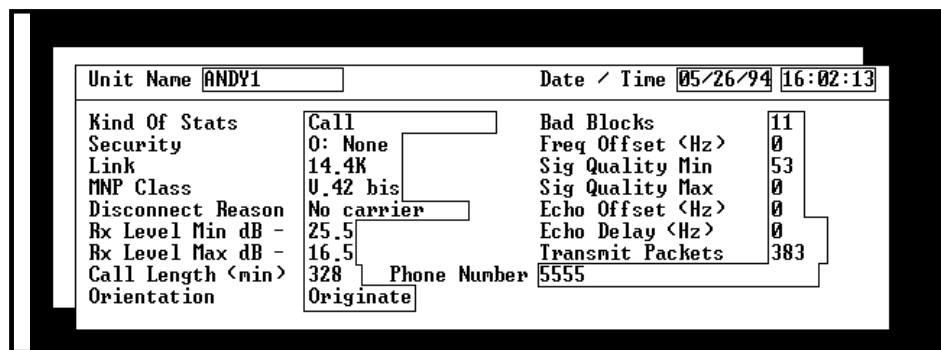 Unit Name ANDY1 Date / Time 05/26/94 16:02:13
Kind Of Stats Call Bad Blocks 11
Security 0: None Freq Offset (Hz) 0
Link 14.4K Sig Quality Min 53
MNP Class V.42 bis Sig Quality Max 0
Disconnect Reason No carrier Echo Offset (Hz) 0
Rx Level Min dB - 25.5 Echo Delay (Hz) 0
Rx Level Max dB - 16.5 Transmit Packets 383
Call Length (min) 328 Phone Number 5555
Orientation Originate